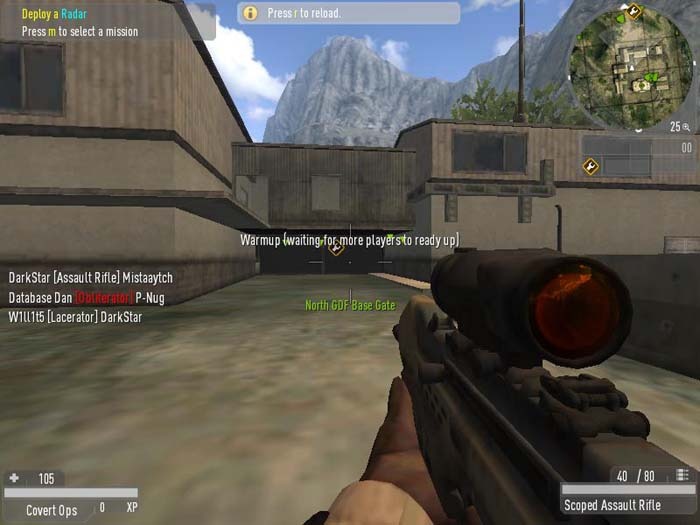 Deploy a Radar
Press m to select a mission
Press r to reload.
25
00
Warmup (waiting for more players to ready up)
DarkStar [Assault Rifle] Mistaaytch
Database Dan [Obliterator] P-Nug
W1ll1t5 [Lacerator] DarkStar
North GDF Base Gate
105
Covert Ops 0 XP
40 / 80
Scoped Assault Rifle